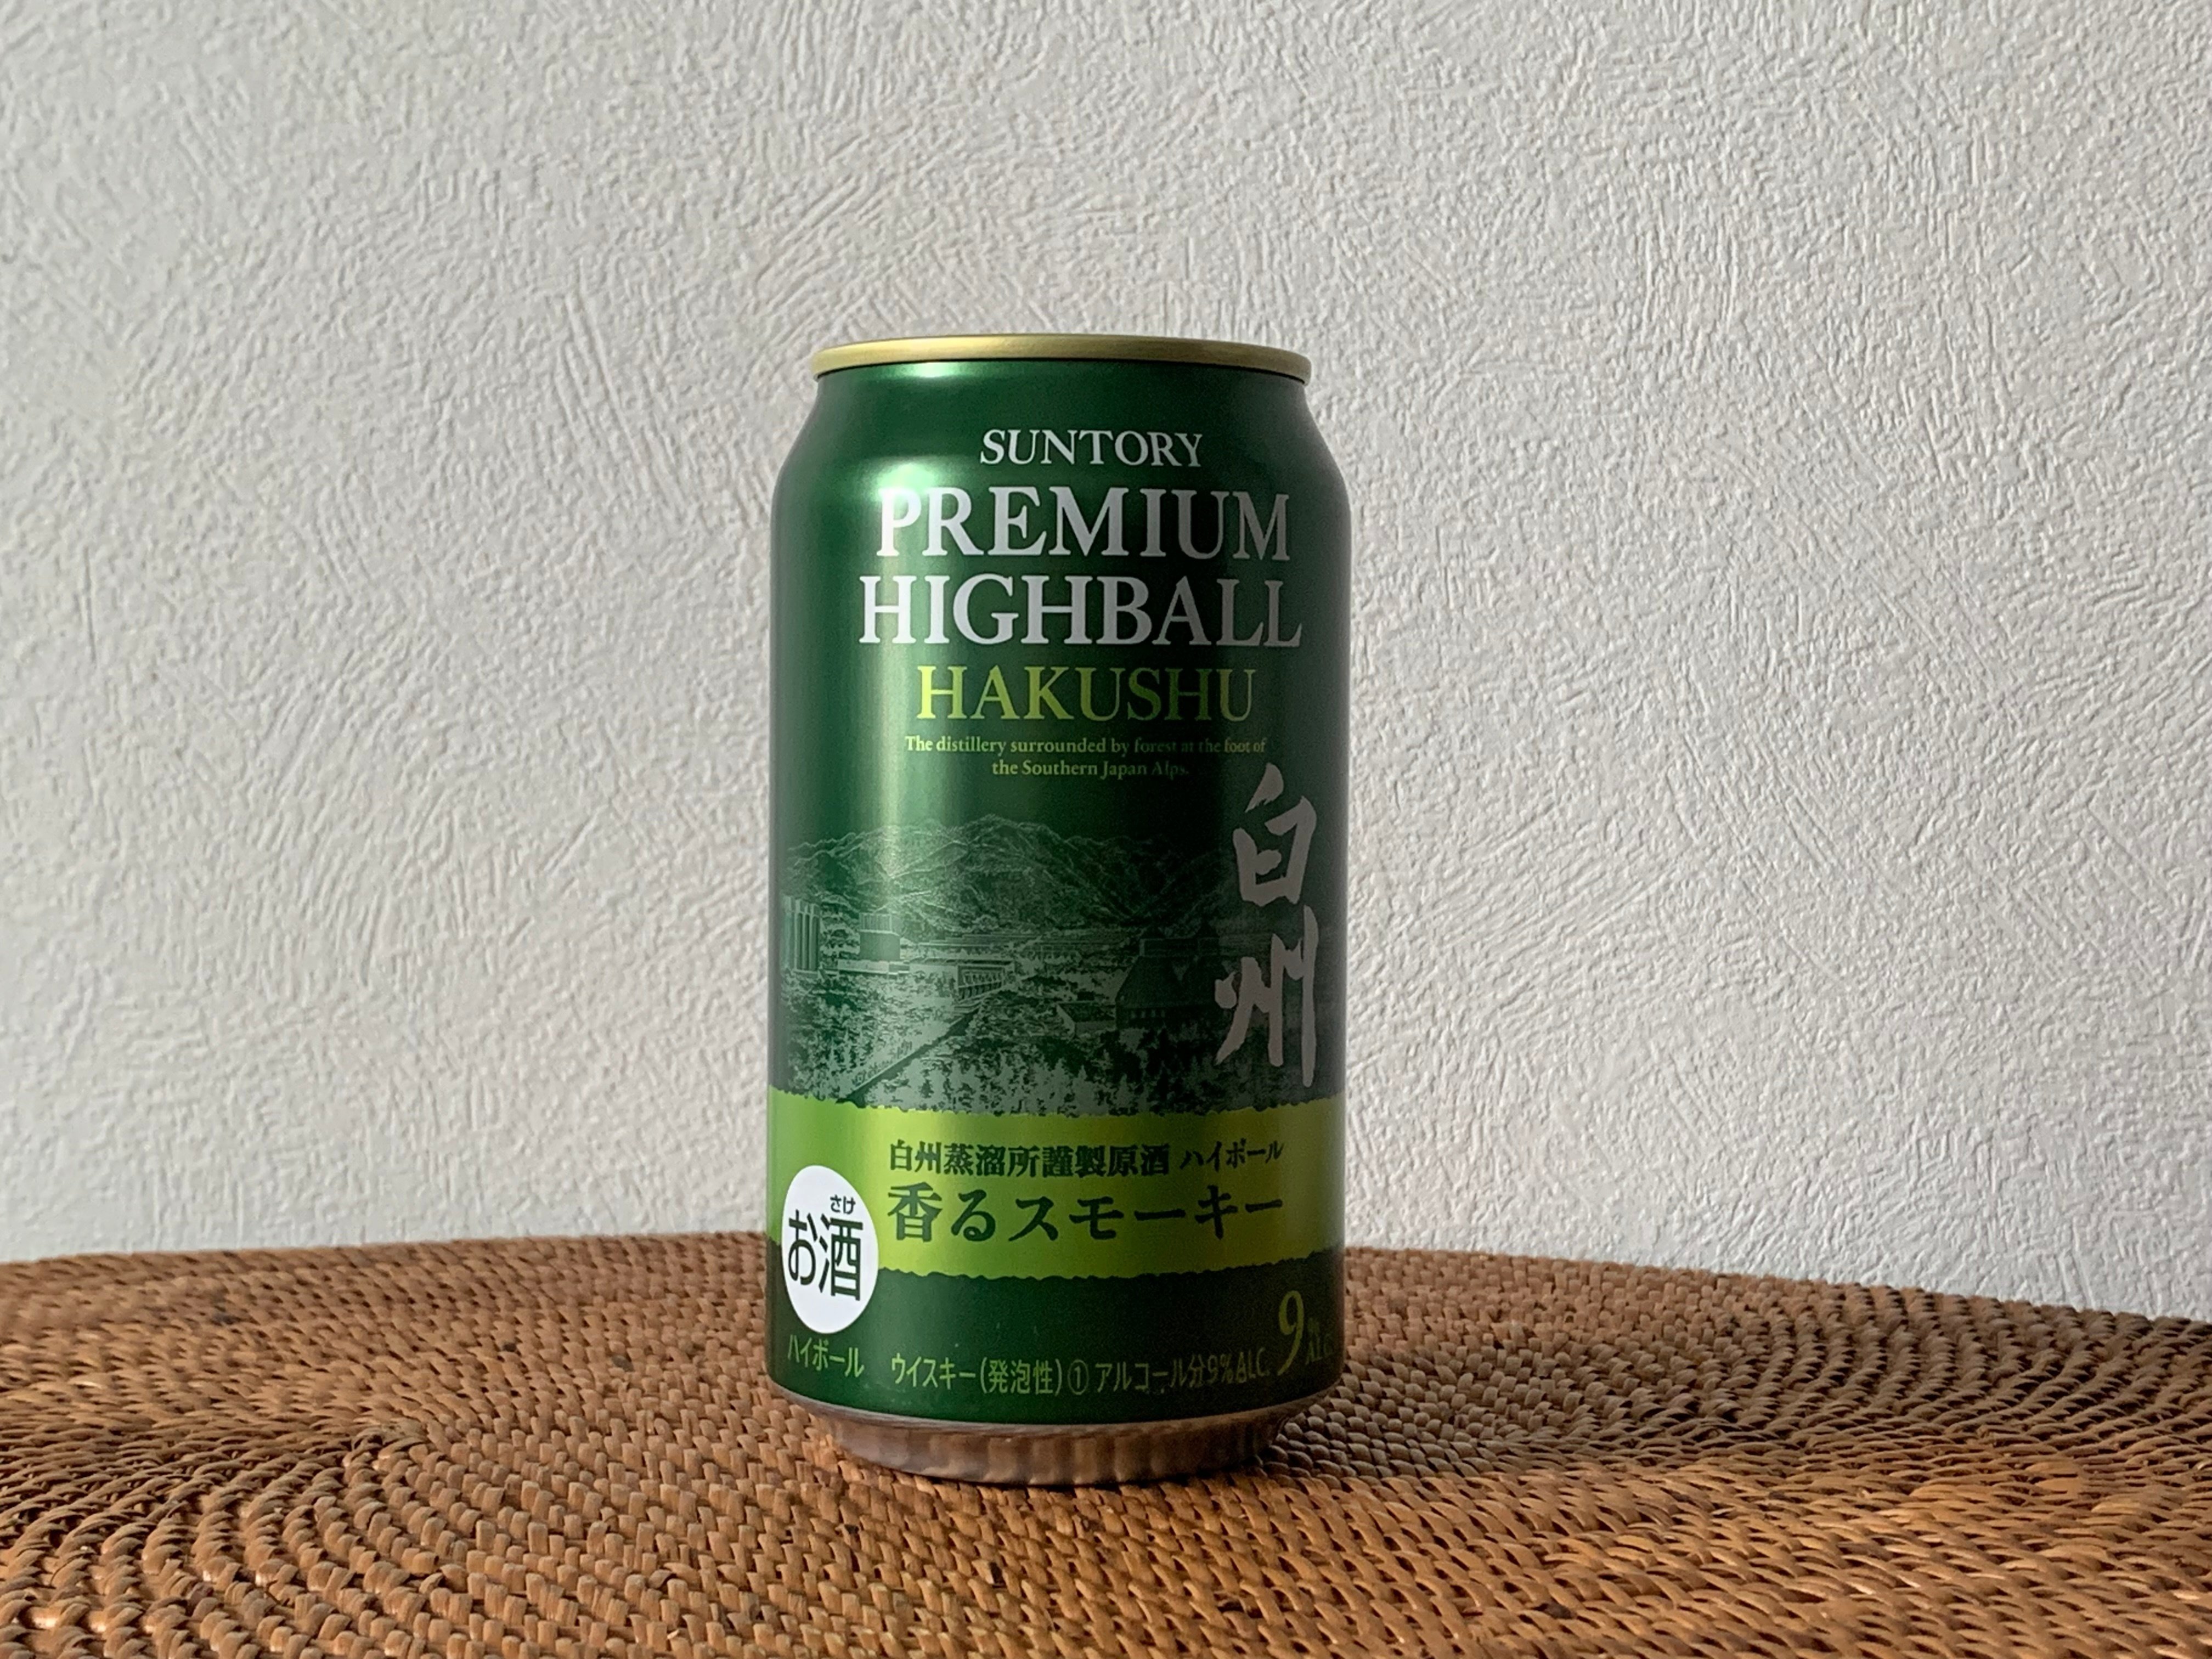 SUNTORY
PREMIUM
HIGHBALL
HAKUSHU
The distillery surrounded by forest at the foot of
the Southern Japan Alps.
白州
白州蒸溜所謹製原酒 ハイボール
香るスモーキー
さけ
お酒
ハイボール
ウイスキー(発泡性)① アルコール分9%ALC.
9% ALC.